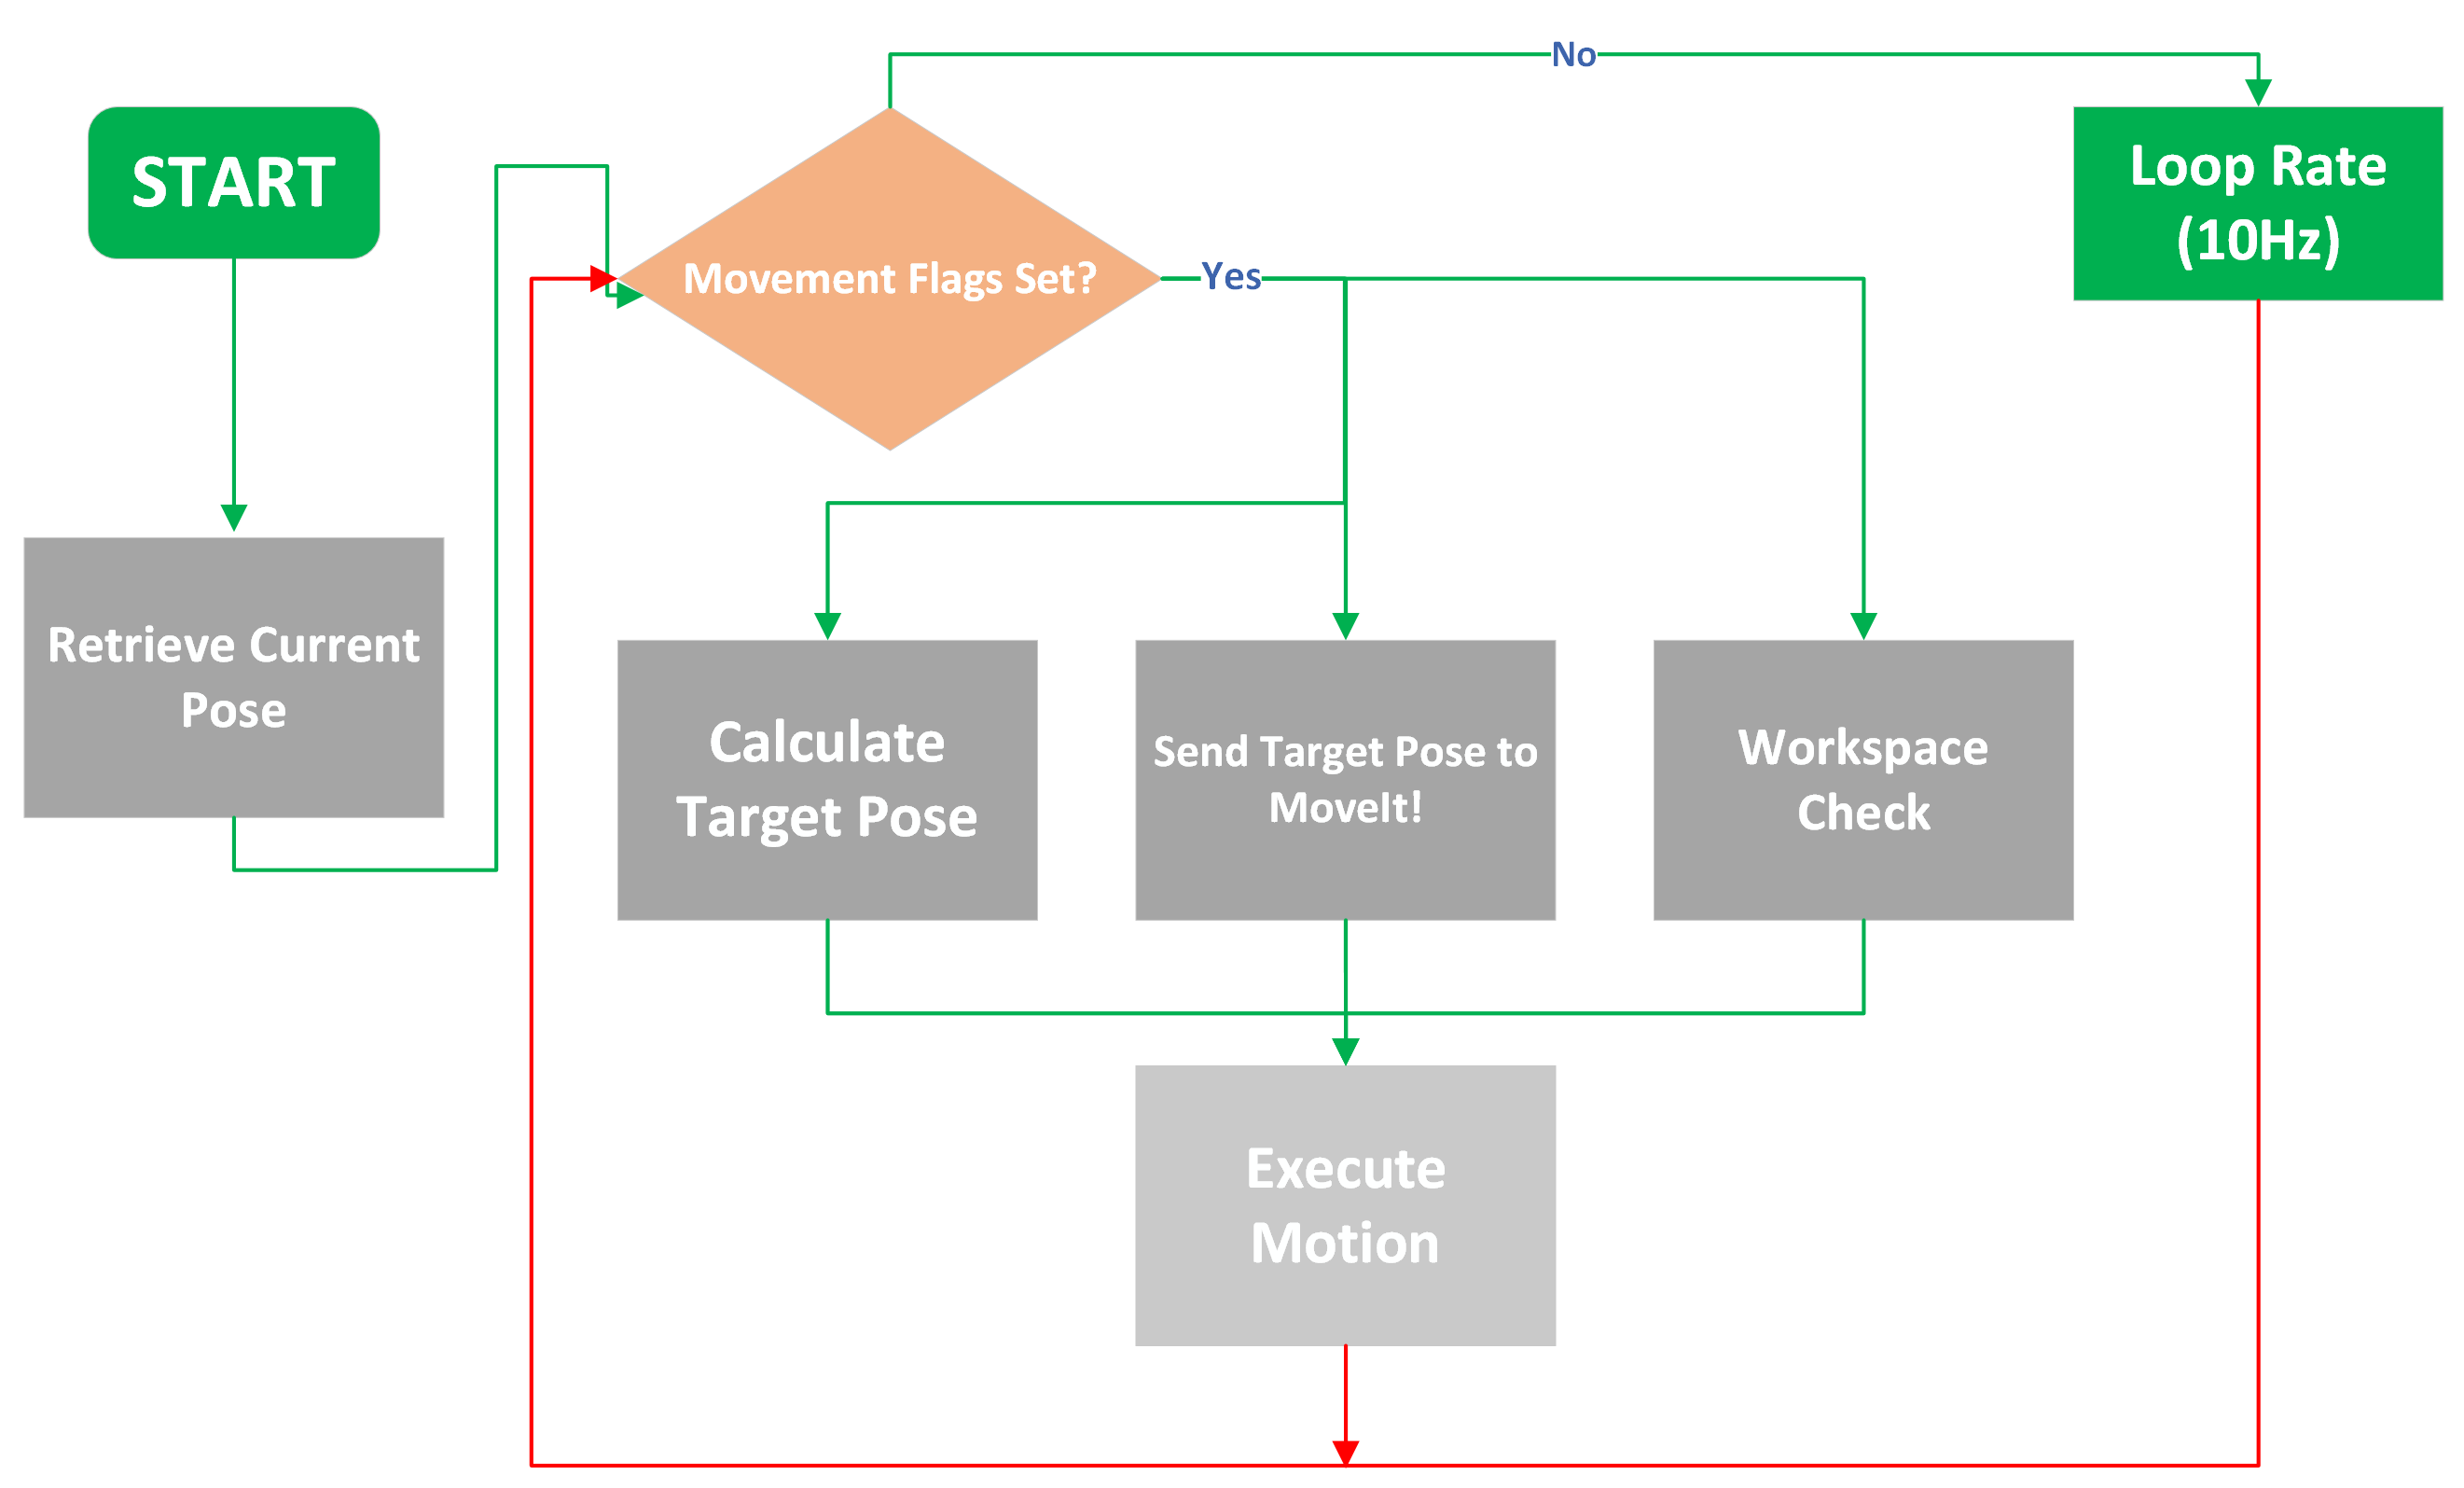 START
Retrieve Current
Pose
Movement Flags Set?
No
Yes
Loop Rate
(10Hz)
Calculate
Target Pose
Send Target Pose to
MoveIt!
Workspace
Check
Execute
Motion